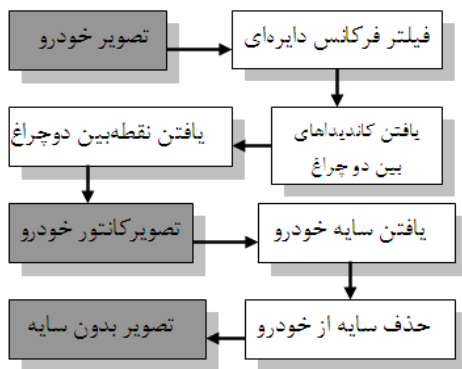 تصویر خودرو
فیلتر فرکانس دایره‌ای
یافتن کاندیداهای
بین دو چراغ
یافتن نقطه‌بین دوچراغ
تصویرکانتور خودرو
یافتن سایه خودرو
حذف سایه از خودرو
تصویر بدون سایه